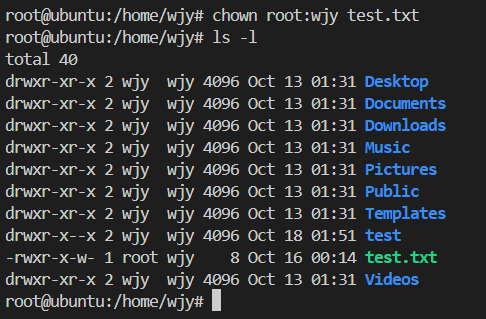 root@ubuntu:/home/wjy# chown root:wjy test.txt
root@ubuntu:/home/wjy# ls -l
total 40
drwxr-xr-x 2 wjy  wjy 4096 Oct 13 01:31 Desktop
drwxr-xr-x 2 wjy  wjy 4096 Oct 13 01:31 Documents
drwxr-xr-x 2 wjy  wjy 4096 Oct 13 01:31 Downloads
drwxr-xr-x 2 wjy  wjy 4096 Oct 13 01:31 Music
drwxr-xr-x 2 wjy  wjy 4096 Oct 13 01:31 Pictures
drwxr-xr-x 2 wjy  wjy 4096 Oct 13 01:31 Public
drwxr-xr-x 2 wjy  wjy 4096 Oct 13 01:31 Templates
drwxr-x--x 2 wjy  wjy 4096 Oct 18 01:51 test
-rwxr-x-w- 1 root wjy    8 Oct 16 00:14 test.txt
drwxr-xr-x 2 wjy  wjy 4096 Oct 13 01:31 Videos
root@ubuntu:/home/wjy#